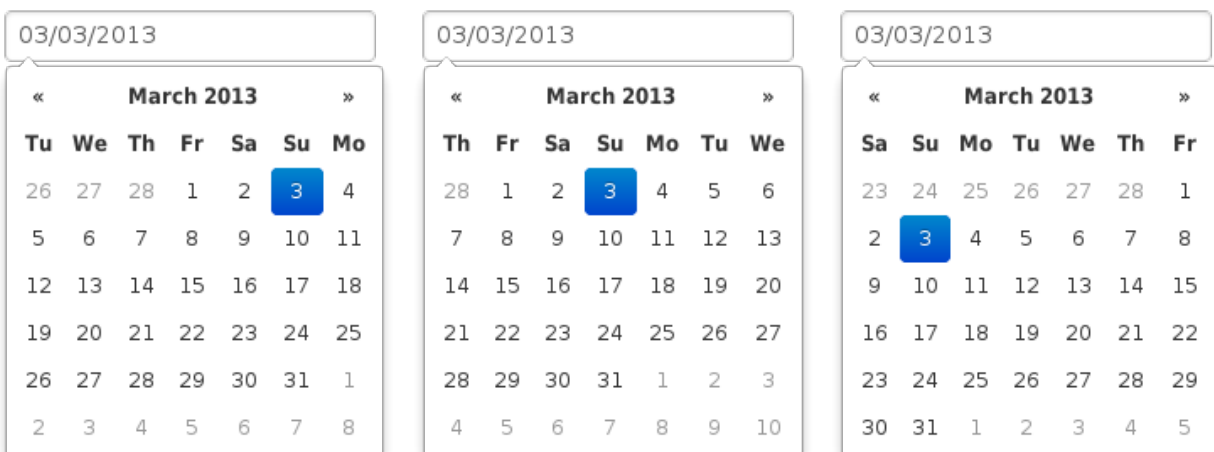 03/03/2013
« March 2013 »
Tu We Th Fr Sa Su Mo
26 27 28 1 2 3 4
5 6 7 8 9 10 11
12 13 14 15 16 17 18
19 20 21 22 23 24 25
26 27 28 29 30 31 1
2 3 4 5 6 7 8
03/03/2013
« March 2013 »
Th Fr Sa Su Mo Tu We
28 1 2 3 4 5 6
7 8 9 10 11 12 13
14 15 16 17 18 19 20
21 22 23 24 25 26 27
28 29 30 31 1 2 3
4 5 6 7 8 9 10
03/03/2013
« March 2013 »
Sa Su Mo Tu We Th Fr
23 24 25 26 27 28 1
2 3 4 5 6 7 8
9 10 11 12 13 14 15
16 17 18 19 20 21 22
23 24 25 26 27 28 29
30 31 1 2 3 4 5